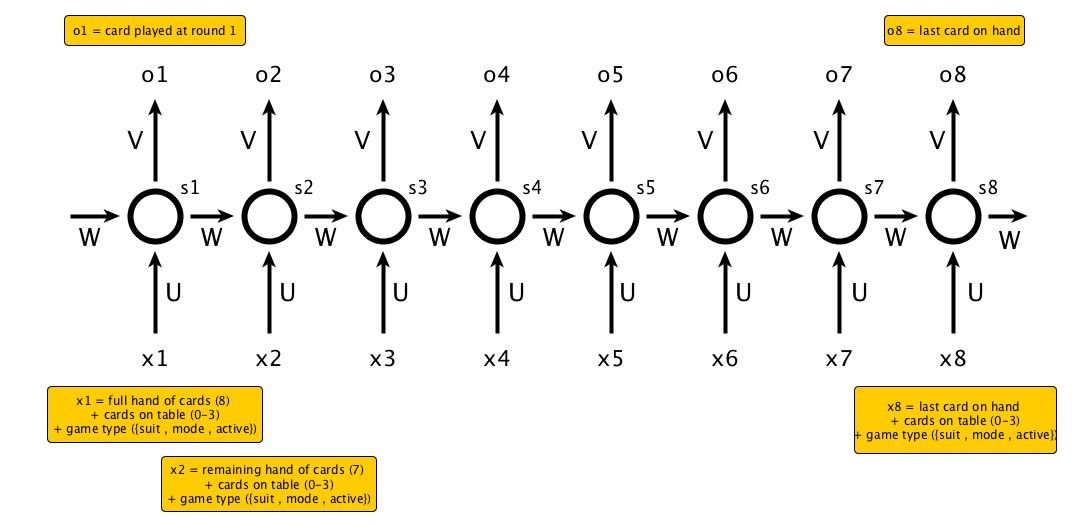 o1 = card played at round 1
o8 = last card on hand
o1 o2 o3 o4 o5 o6 o7 o8
V V V V V V V V
s1 s2 s3 s4 s5 s6 s7 s8
W W W W W W W W W
U U U U U U U U
x1 x2 x3 x4 x5 x6 x7 x8
x1 = full hand of cards (8)
+ cards on table (0-3)
+ game type ({suit , mode , active})
x8 = last card on hand
+ cards on table (0-3)
+ game type ({suit , mode , active})
x2 = remaining hand of cards (7)
+ cards on table (0-3)
+ game type ({suit , mode , active})